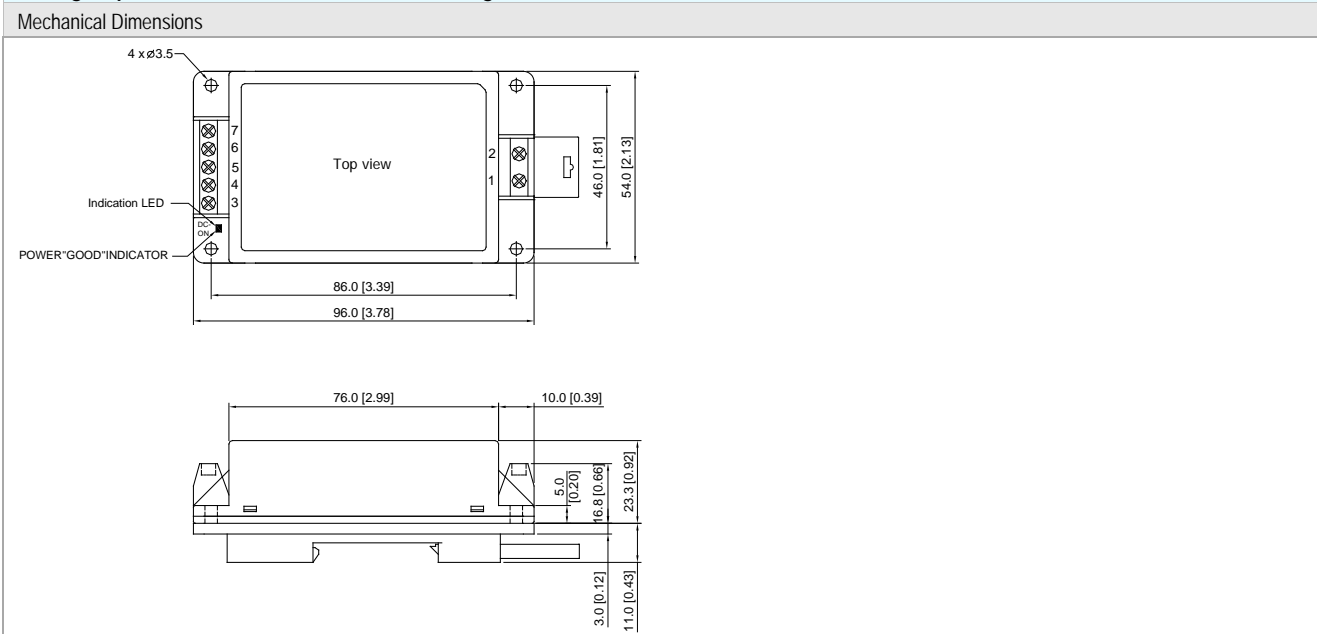 Mechanical Dimensions
4 x ø3.5
7
6
5
4
3
Top view
2
1
46.0 [1.81]
54.0 [2.13]
Indication LED
DC-
ON
POWER"GOOD"INDICATOR
86.0 [3.39]
96.0 [3.78]
76.0 [2.99]
10.0 [0.39]
5.0
[0.20]
16.8 [0.66]
23.3 [0.92]
3.0 [0.12]
11.0 [0.43]